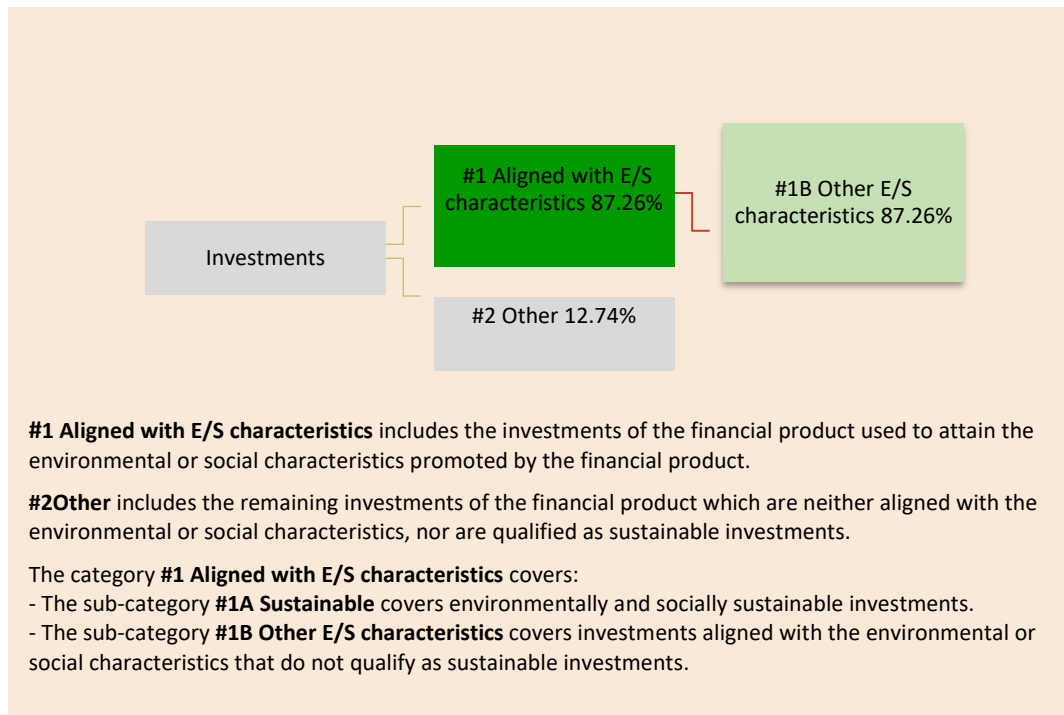 #1 Aligned with E/S
characteristics 87.26%
#1B Other E/S
characteristics 87.26%
Investments
#2 Other 12.74%
#1 Aligned with E/S characteristics includes the investments of the financial product used to attain the
environmental or social characteristics promoted by the financial product.
#2Other includes the remaining investments of the financial product which are neither aligned with the
environmental or social characteristics, nor are qualified as sustainable investments.
The category #1 Aligned with E/S characteristics covers:
- The sub-category #1A Sustainable covers environmentally and socially sustainable investments.
- The sub-category #1B Other E/S characteristics covers investments aligned with the environmental or
social characteristics that do not qualify as sustainable investments.